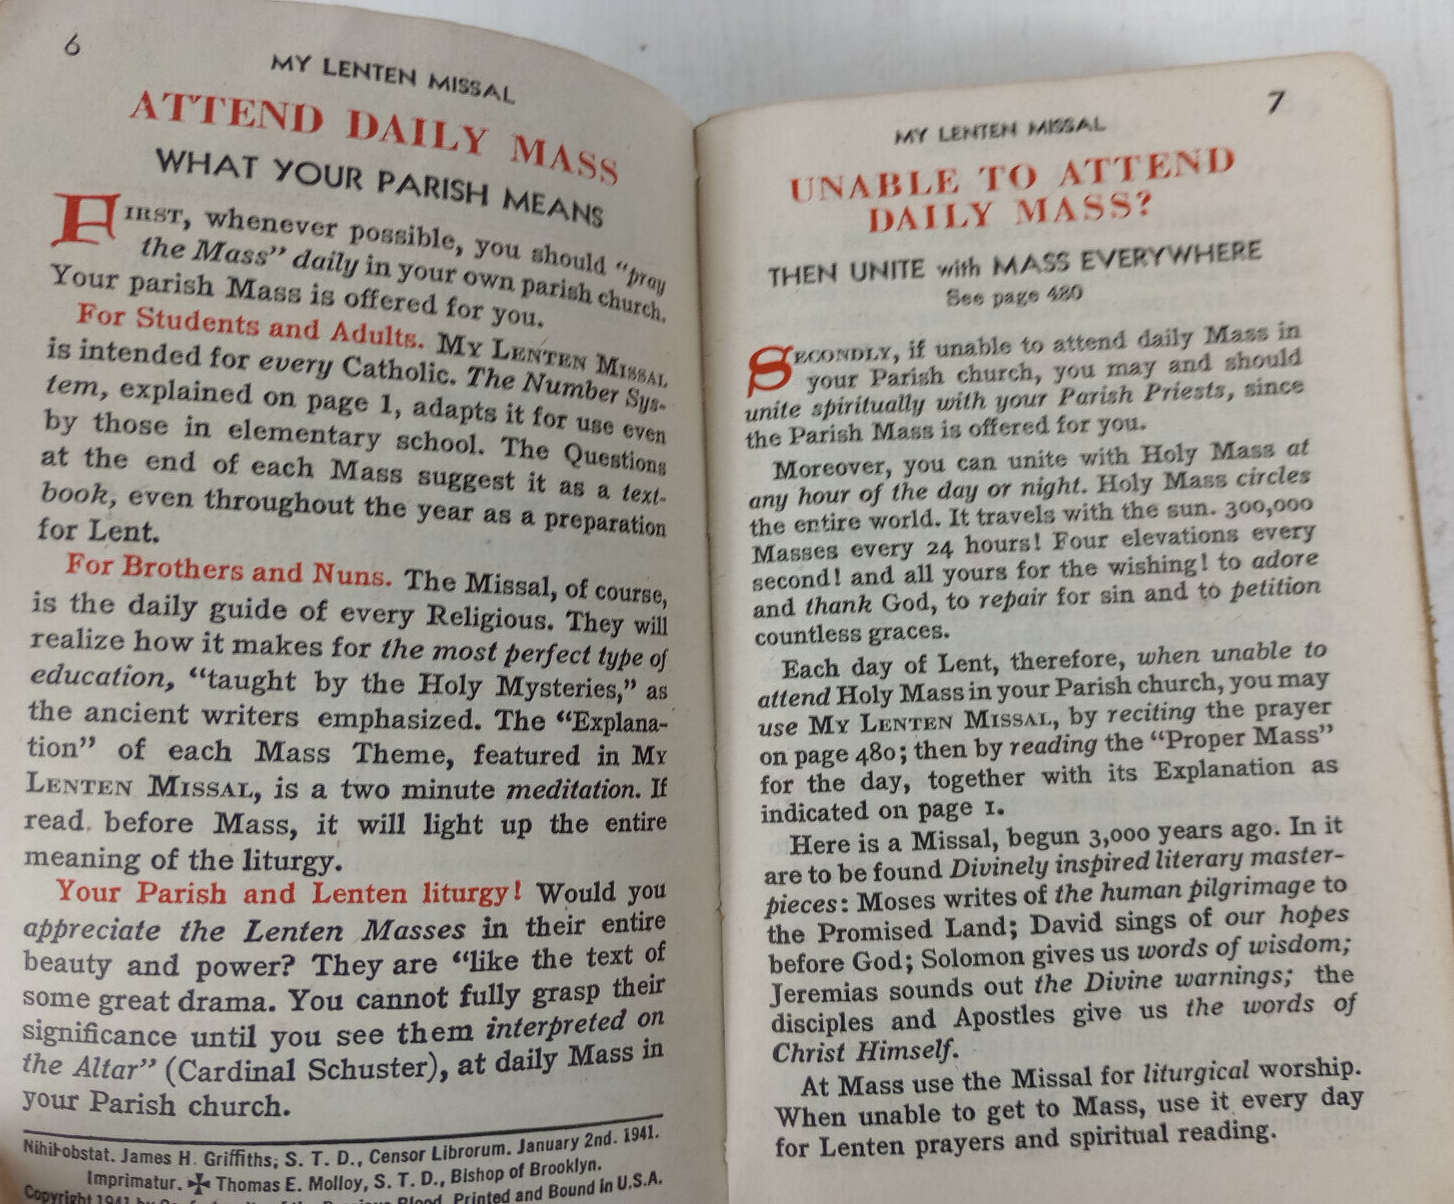 6
MY LENTEN MISSAL
ATTEND DAILY MASS
WHAT YOUR PARISH MEANS
FIRST, whenever possible, you should "pray
the Mass" daily in your own parish church.
Your parish Mass is offered for you.
For Students and Adults. MY LENTEN MISSAL
is intended for every Catholic. The Number Sys-
tem, explained on page 1, adapts it for use even
by those in elementary school. The Questions
at the end of each Mass suggest it as a text-
book, even throughout the year as a preparation
for Lent.
For Brothers and Nuns. The Missal, of course,
is the daily guide of every Religious. They will
realize how it makes for the most perfect type of
education, "taught by the Holy Mysteries," as
the ancient writers emphasized. The "Explana-
tion" of each Mass Theme, featured in MY
LENTEN MISSAL, is a two minute meditation. If
read before Mass, it will light up the entire
meaning of the liturgy.
Your Parish and Lenten liturgy! Would you
appreciate the Lenten Masses in their entire
beauty and power? They are "like the text of
some great drama. You cannot fully grasp their
significance until you see them interpreted on
the Altar" (Cardinal Schuster), at daily Mass in
your Parish church.
Nihil obstat. James H. Griffiths, S. T. D., Censor Librorum. January 2nd. 1941.
Imprimatur. ✠ Thomas E. Molloy, S. T. D., Bishop of Brooklyn.
Copyright 1941 by Blood. Printed and Bound in U.S.A.
7
MY LENTEN MISSAL
UNABLE TO ATTEND
DAILY MASS?
THEN UNITE with MASS EVERYWHERE
See page 480
SECONDLY, if unable to attend daily Mass in
your Parish church, you may and should
unite spiritually with your Parish Priests, since
the Parish Mass is offered for you.
Moreover, you can unite with Holy Mass at
any hour of the day or night. Holy Mass circles
the entire world. It travels with the sun. 300,000
Masses every 24 hours! Four elevations every
second! and all yours for the wishing! to adore
and thank God, to repair for sin and to petition
countless graces.
Each day of Lent, therefore, when unable to
attend Holy Mass in your Parish church, you may
use MY LENTEN MISSAL, by reciting the prayer
on page 480; then by reading the "Proper Mass"
for the day, together with its Explanation as
indicated on page 1.
Here is a Missal, begun 3,000 years ago. In it
are to be found Divinely inspired literary master-
pieces: Moses writes of the human pilgrimage to
the Promised Land; David sings of our hopes
before God; Solomon gives us words of wisdom;
Jeremias sounds out the Divine warnings; the
disciples and Apostles give us the words of
Christ Himself.
At Mass use the Missal for liturgical worship.
When unable to get to Mass, use it every day
for Lenten prayers and spiritual reading.